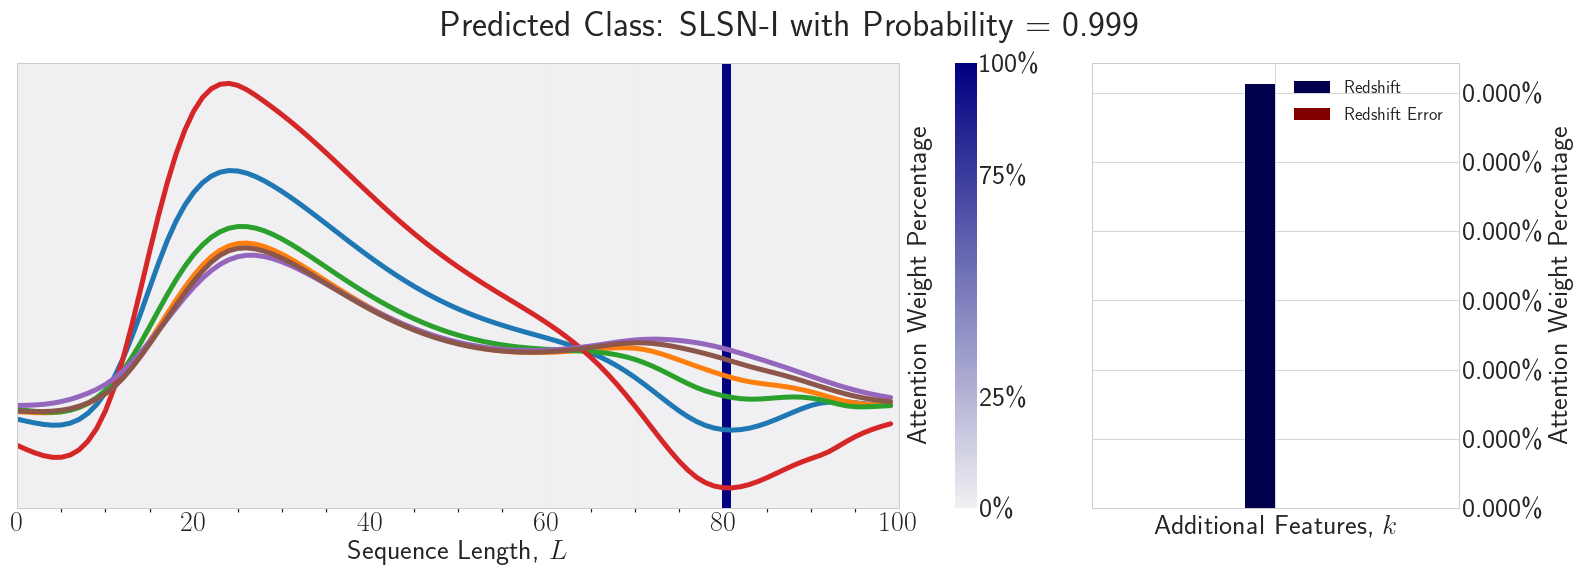 Predicted Class: SLSN-I with Probability = 0.999
0
20
40
60
80
100
Sequence Length, L
100%
75%
25%
0%
Attention Weight Percentage
Redshift
Redshift Error
0.000%
0.000%
0.000%
0.000%
0.000%
0.000%
0.000%
Attention Weight Percentage
Additional Features, k